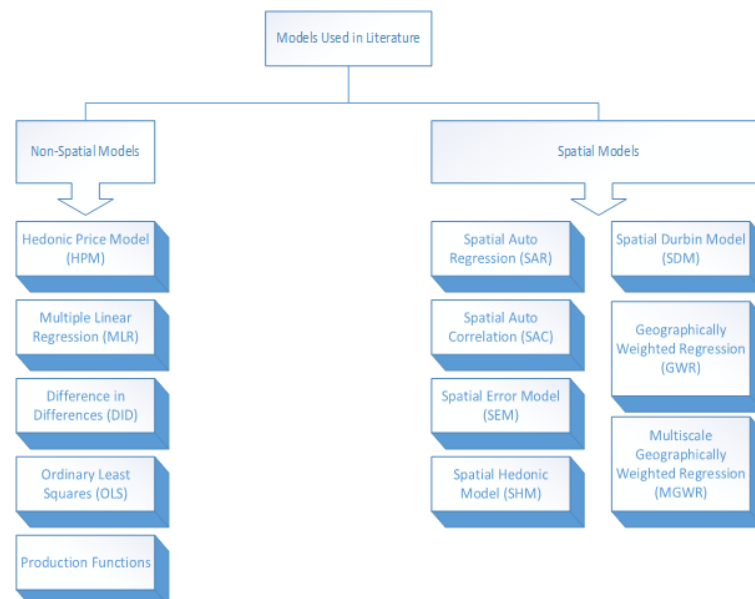 Models Used in Literature
Non-Spatial Models
Spatial Models
Hedonic Price Model
(HPM)
Multiple Linear
Regression (MLR)
Difference in
Differences (DID)
Ordinary Least
Squares (OLS)
Production Functions
Spatial Auto
Regression (SAR)
Spatial Auto
Correlation (SAC)
Spatial Error Model
(SEM)
Spatial Hedonic
Model (SHM)
Spatial Durbin Model
(SDM)
Geographically
Weighted Regression
(GWR)
Multiscale
Geographically
Weighted Regression
(MGWR)